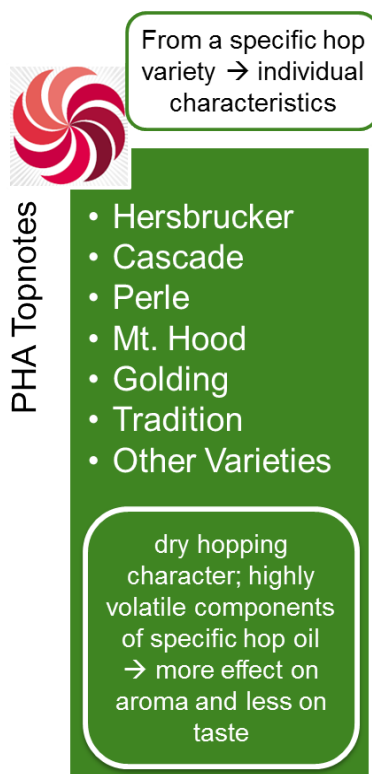 From a specific hop
variety → individual
characteristics
PHA Topnotes
• Hersbrucker
• Cascade
• Perle
• Mt. Hood
• Golding
• Tradition
• Other Varieties
dry hopping
character; highly
volatile components
of specific hop oil
→ more effect on
aroma and less on
taste